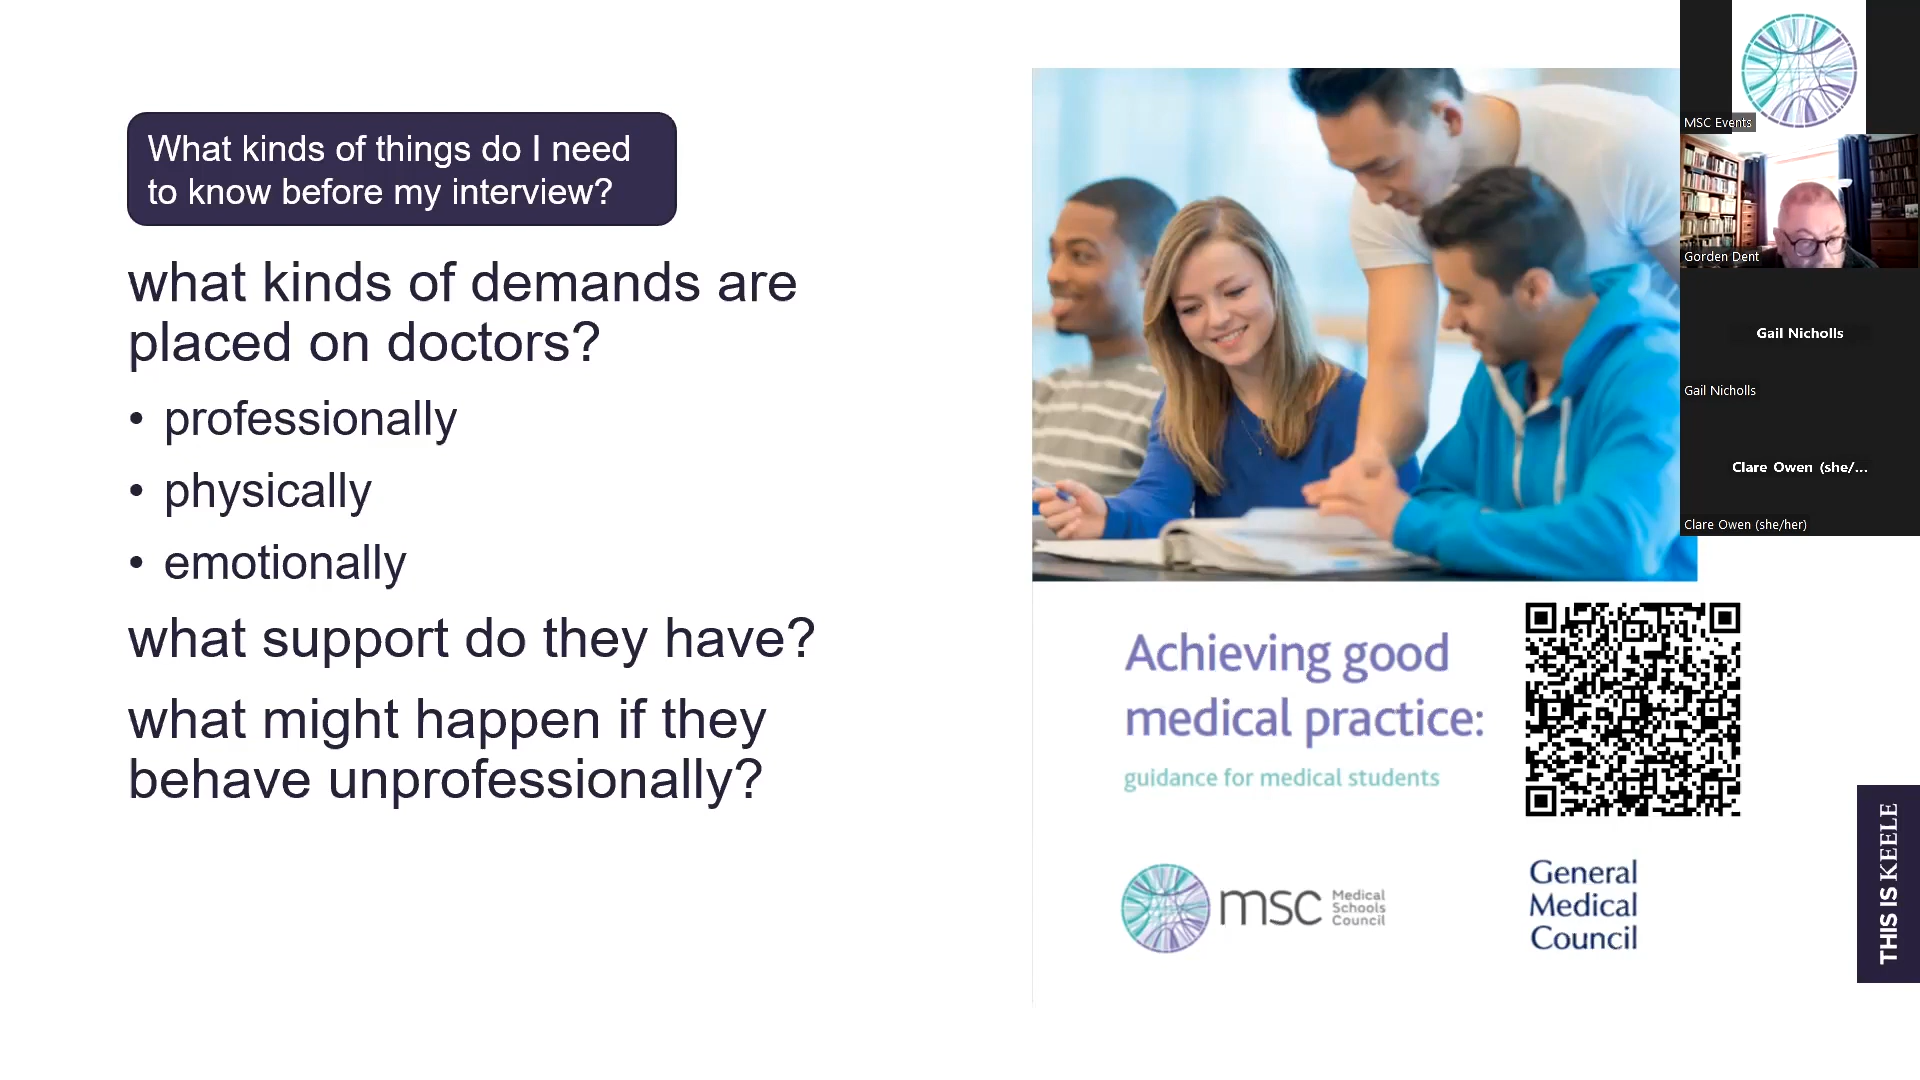 What kinds of things do I need
to know before my interview?
what kinds of demands are
placed on doctors?
• professionally
• physically
• emotionally
what support do they have?
what might happen if they
behave unprofessionally?
Achieving good
medical practice:
guidance for medical students
msc
Medical
Schools
Council
General
Medical
Council
THIS IS KEELE
MSC Events
Gorden Dent
Gail Nicholls
Gail Nicholls
Clare Owen (she/...
Clare Owen (she/her)